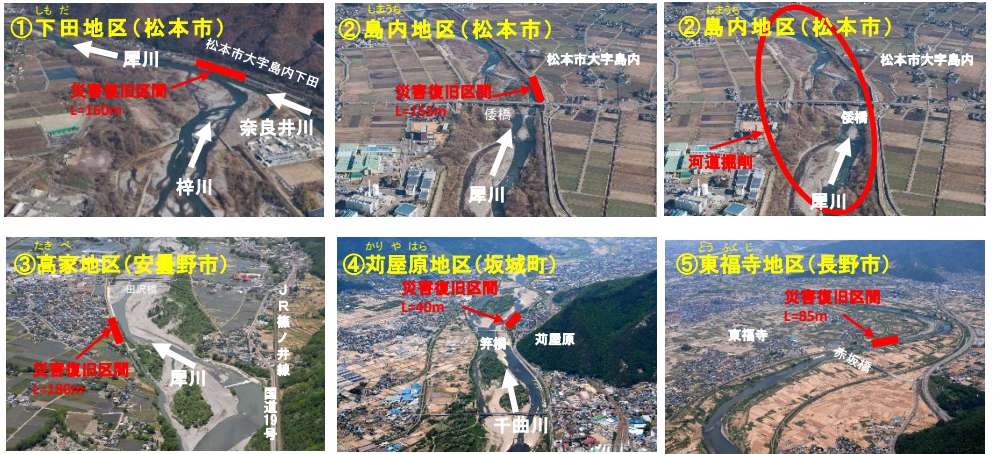 しも だ
①下田地区(松本市)
犀川
松本市大字島内下田
災害復旧区間
L=160m
奈良井川
梓川
しまうち
②島内地区(松本市)
松本市大字島内
災害復旧区間
L=155m
倭橋
犀川
しまうち
②島内地区(松本市)
松本市大字島内
倭橋
河道掘削
犀川
たき べ
③高家地区(安曇野市)
田沢橋
JR篠ノ井線
災害復旧区間
L=180m
犀川
国道19号
かり や はら
④苅屋原地区(坂城町)
災害復旧区間
L=40m
笄橋
苅屋原
千曲川
とう ふく じ
⑤東福寺地区(長野市)
災害復旧区間
L=85m
東福寺
赤坂橋